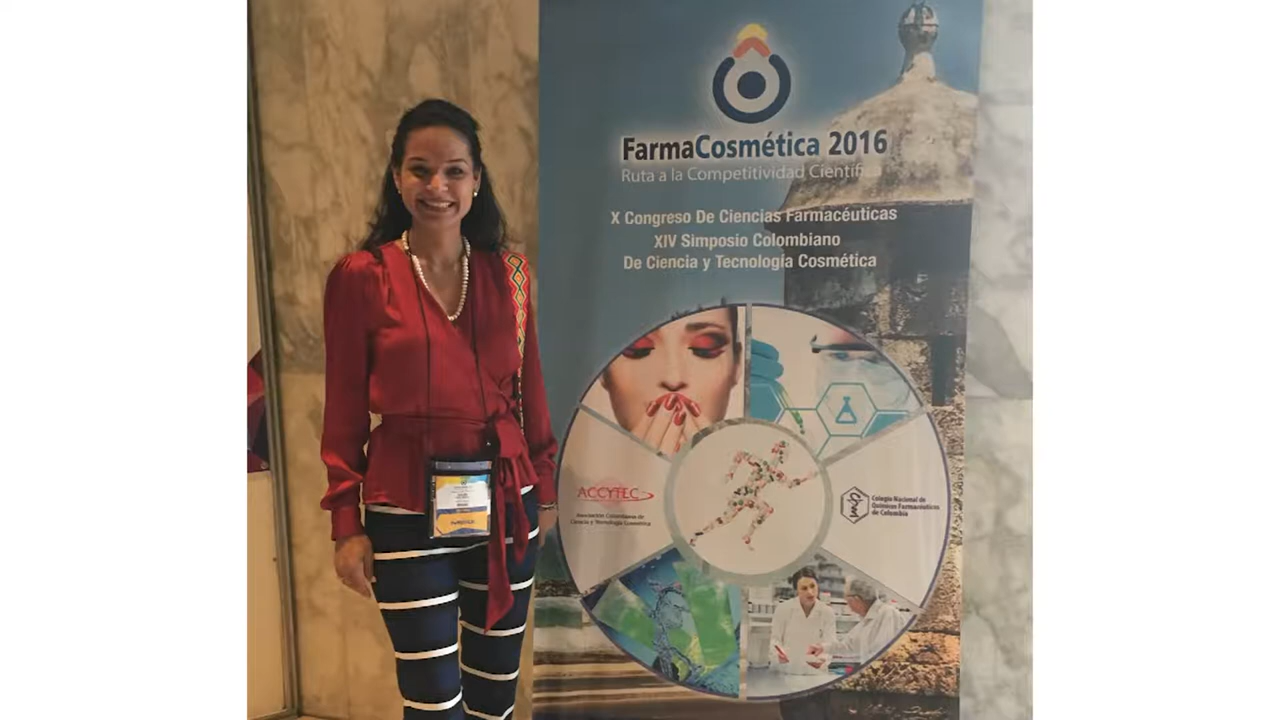 FarmaCosmética 2016
Ruta a la Competitividad Científica
X Congreso De Ciencias Farmacéuticas
XIV Simposio Colombiano
De Ciencia y Tecnología Cosmética
ACCYTEC
Asociación Colombiana de
Ciencia y Tecnología Cosmética
Colegio Nacional de
Químicos Farmacéuticos
de Colombia